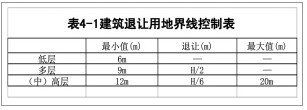 表4-1建筑退让用地界线控制表
最小值(m) 退让(m) 最大值(m)
低层 6m — —
多层 9m H/2 —
(中)高层 12m H/6 20m